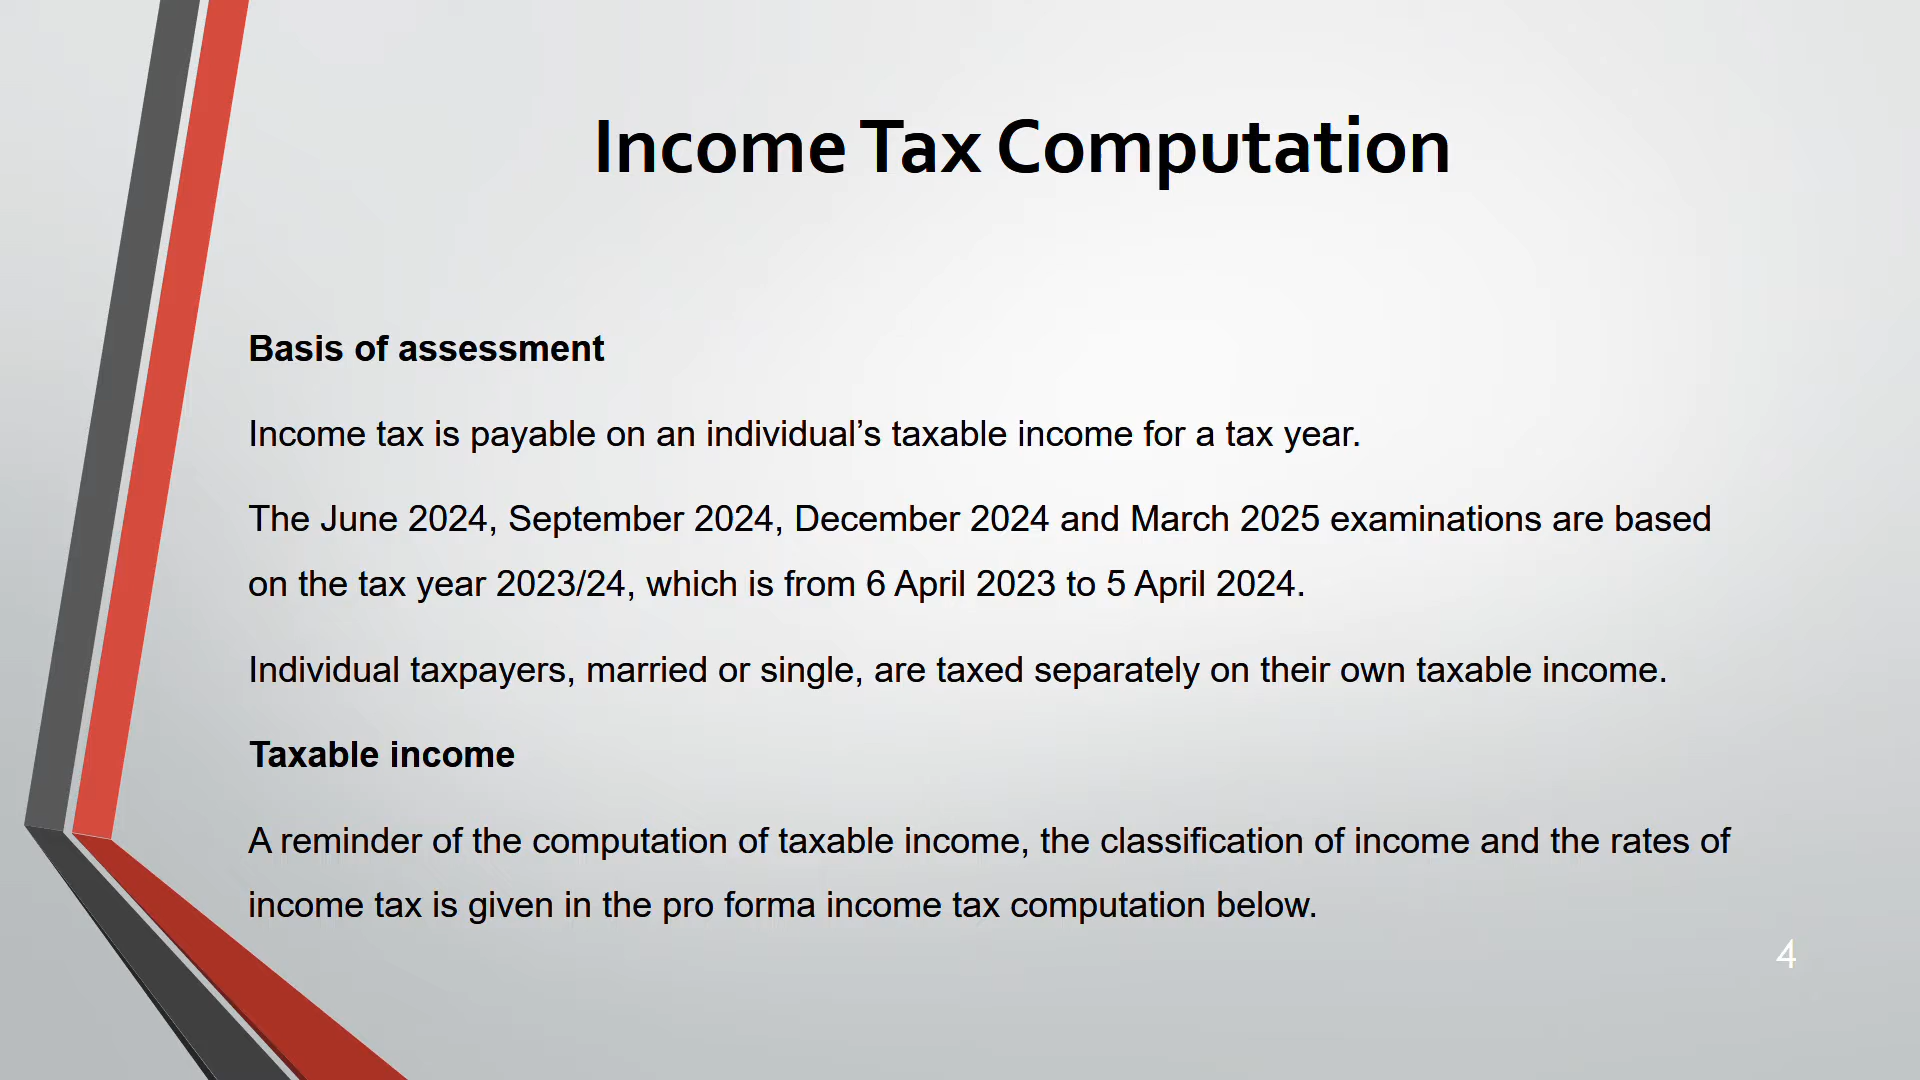 Income Tax Computation
Basis of assessment
Income tax is payable on an individual’s taxable income for a tax year.
The June 2024, September 2024, December 2024 and March 2025 examinations are based
on the tax year 2023/24, which is from 6 April 2023 to 5 April 2024.
Individual taxpayers, married or single, are taxed separately on their own taxable income.
Taxable income
A reminder of the computation of taxable income, the classification of income and the rates of
income tax is given in the pro forma income tax computation below.
4